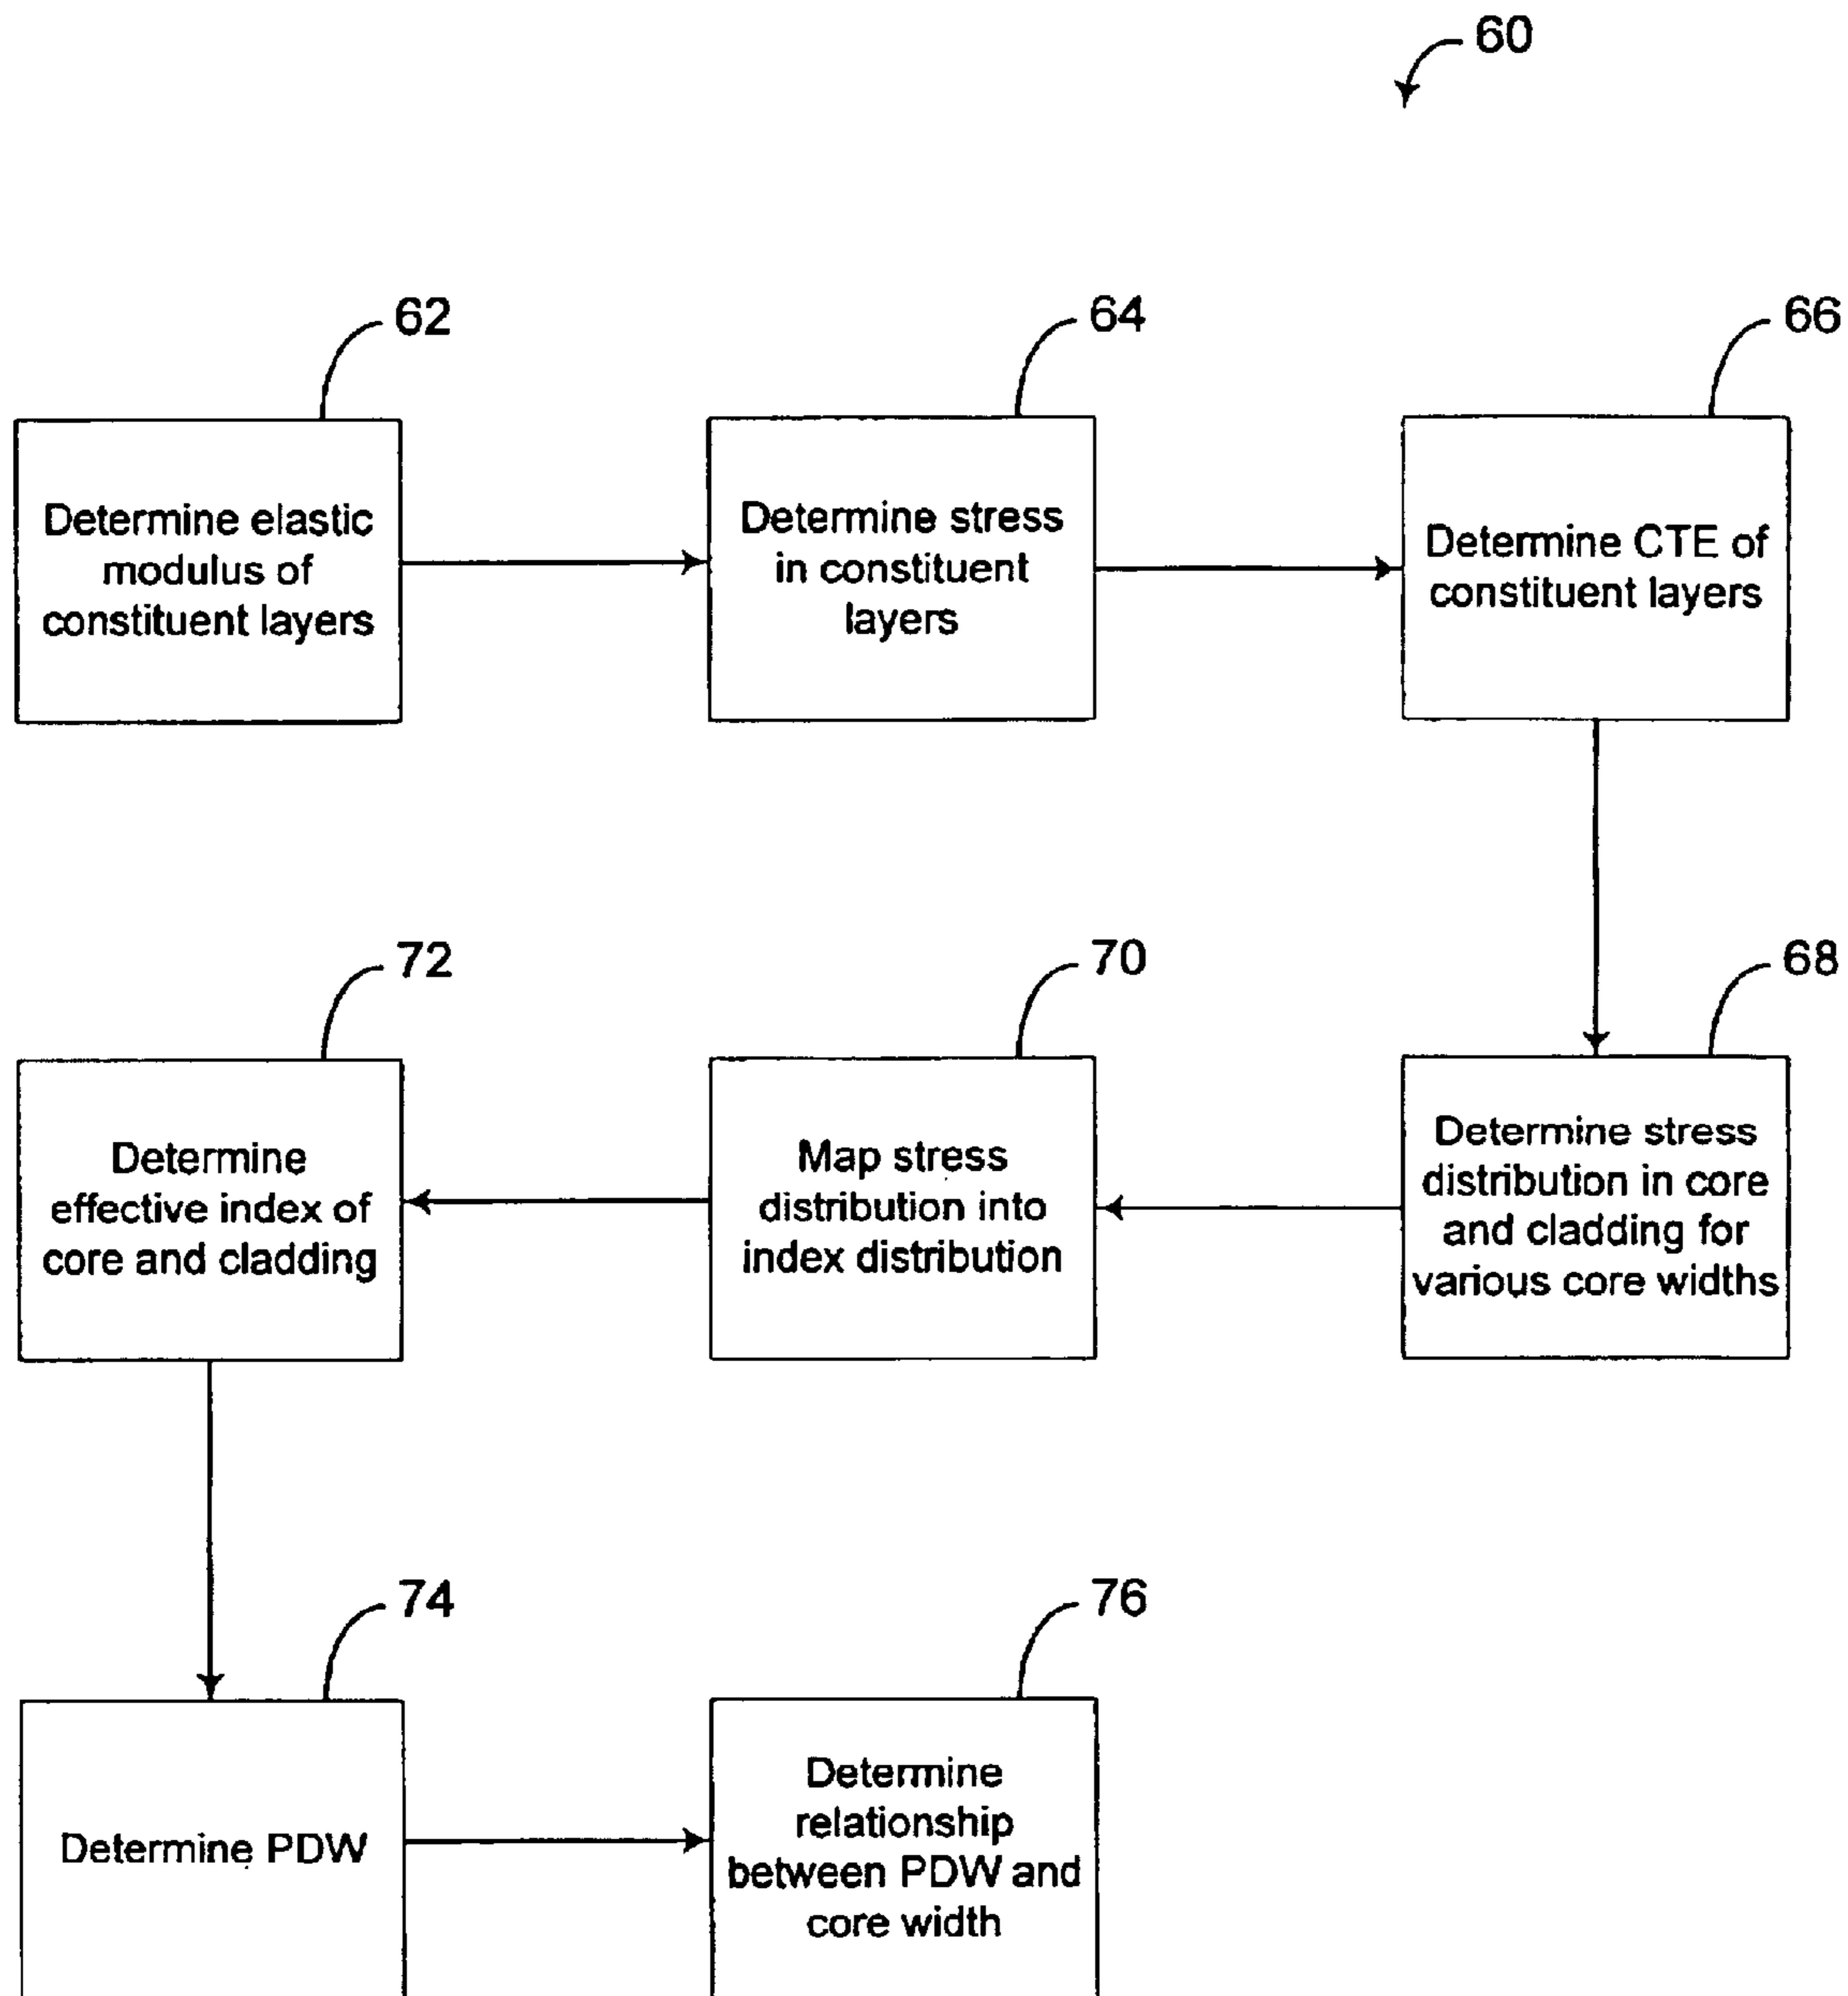 60
62
Determine elastic
modulus of
constituent layers
64
Determine stress
in constituent
layers
66
Determine CTE of
constituent layers
68
Determine stress
distribution in core
and cladding for
various core widths
70
Map stress
distribution into
index distribution
72
Determine
effective index of
core and cladding
74
Determine PDW
76
Determine
relationship
between PDW and
core width